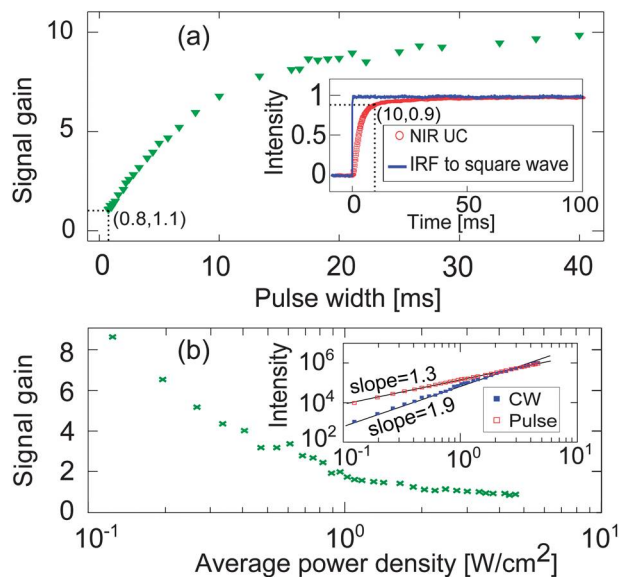 10
(a)
1
(10,0.9)
Intensity
0.5
NIR UC
IRF to square wave
0
0
50
100
Time [ms]
Signal gain
5
(0.8,1.1)
0
0
10
20
30
40
Pulse width [ms]
8
(b)
10^6
slope=1.3
Intensity
10^4
slope=1.9
CW
Pulse
10^2
10^-1
10^0
10^1
Signal gain
6
4
2
0
10^-1
10^0
10^1
Average power density [W/cm^2]